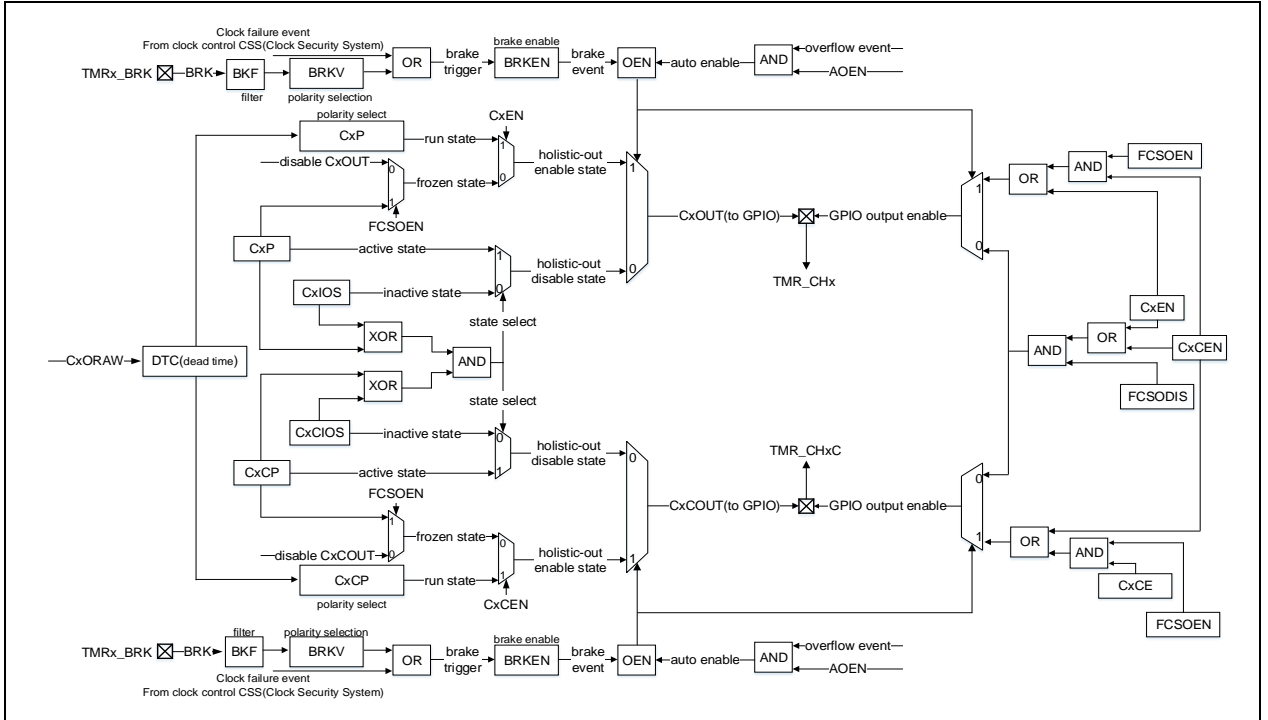 Clock failure event
From clock control CSS(Clock Security System)
TMRx_BRK
BRK
BKF
filter
BRKV
polarity selection
OR
brake
trigger
brake enable
BRKEN
brake
event
OEN
auto enable
AND
overflow event
AOEN
polarity select
CxP
run state
CxEN
1
0
disable CxOUT
0
1
frozen state
FCSOEN
holistic-out
enable state
1
0
CxP
active state
1
0
CxIOS
inactive state
holistic-out
disable state
state select
XOR
AND
CxORAW
DTC(dead time)
XOR
state select
CxCIOS
inactive state
0
1
CxCP
active state
holistic-out
disable state
0
1
FCSOEN
1
0
frozen state
disable CxCOUT
0
1
CxCP
polarity select
run state
CxCEN
holistic-out
enable state
CxOUT(to GPIO)
GPIO output enable
TMR_CHx
1
0
OR
AND
FCSOEN
CxEN
OR
CxCEN
AND
FCSODIS
TMR_CHxC
CxCOUT(to GPIO)
GPIO output enable
0
1
OR
AND
CxCE
FCSOEN
TMRx_BRK
BRK
filter
BKF
polarity selection
BRKV
Clock failure event
From clock control CSS(Clock Security System)
OR
brake
trigger
brake enable
BRKEN
brake
event
OEN
auto enable
AND
overflow event
AOEN